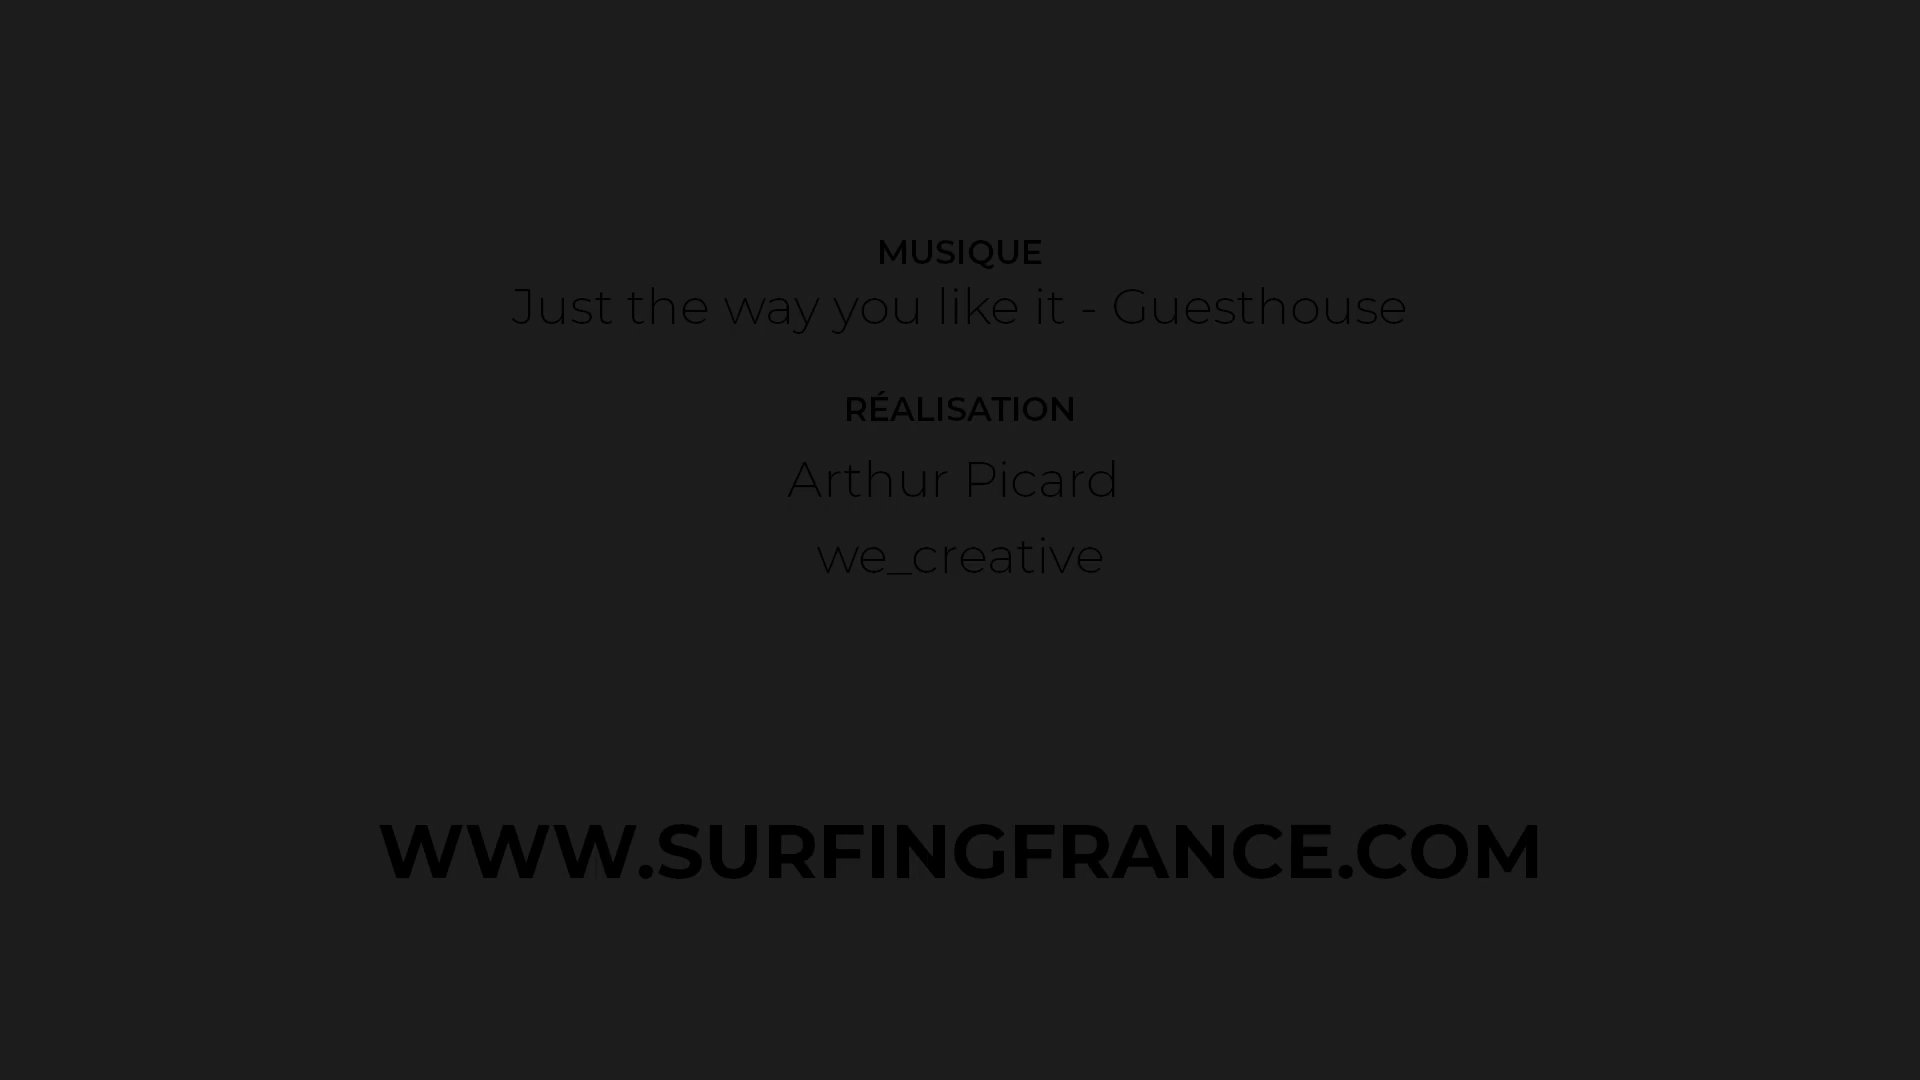 MUSIQUE
Just the way you like it - Guesthouse
RÉALISATION
Arthur Picard
we_creative
WWW.SURFINGFRANCE.COM